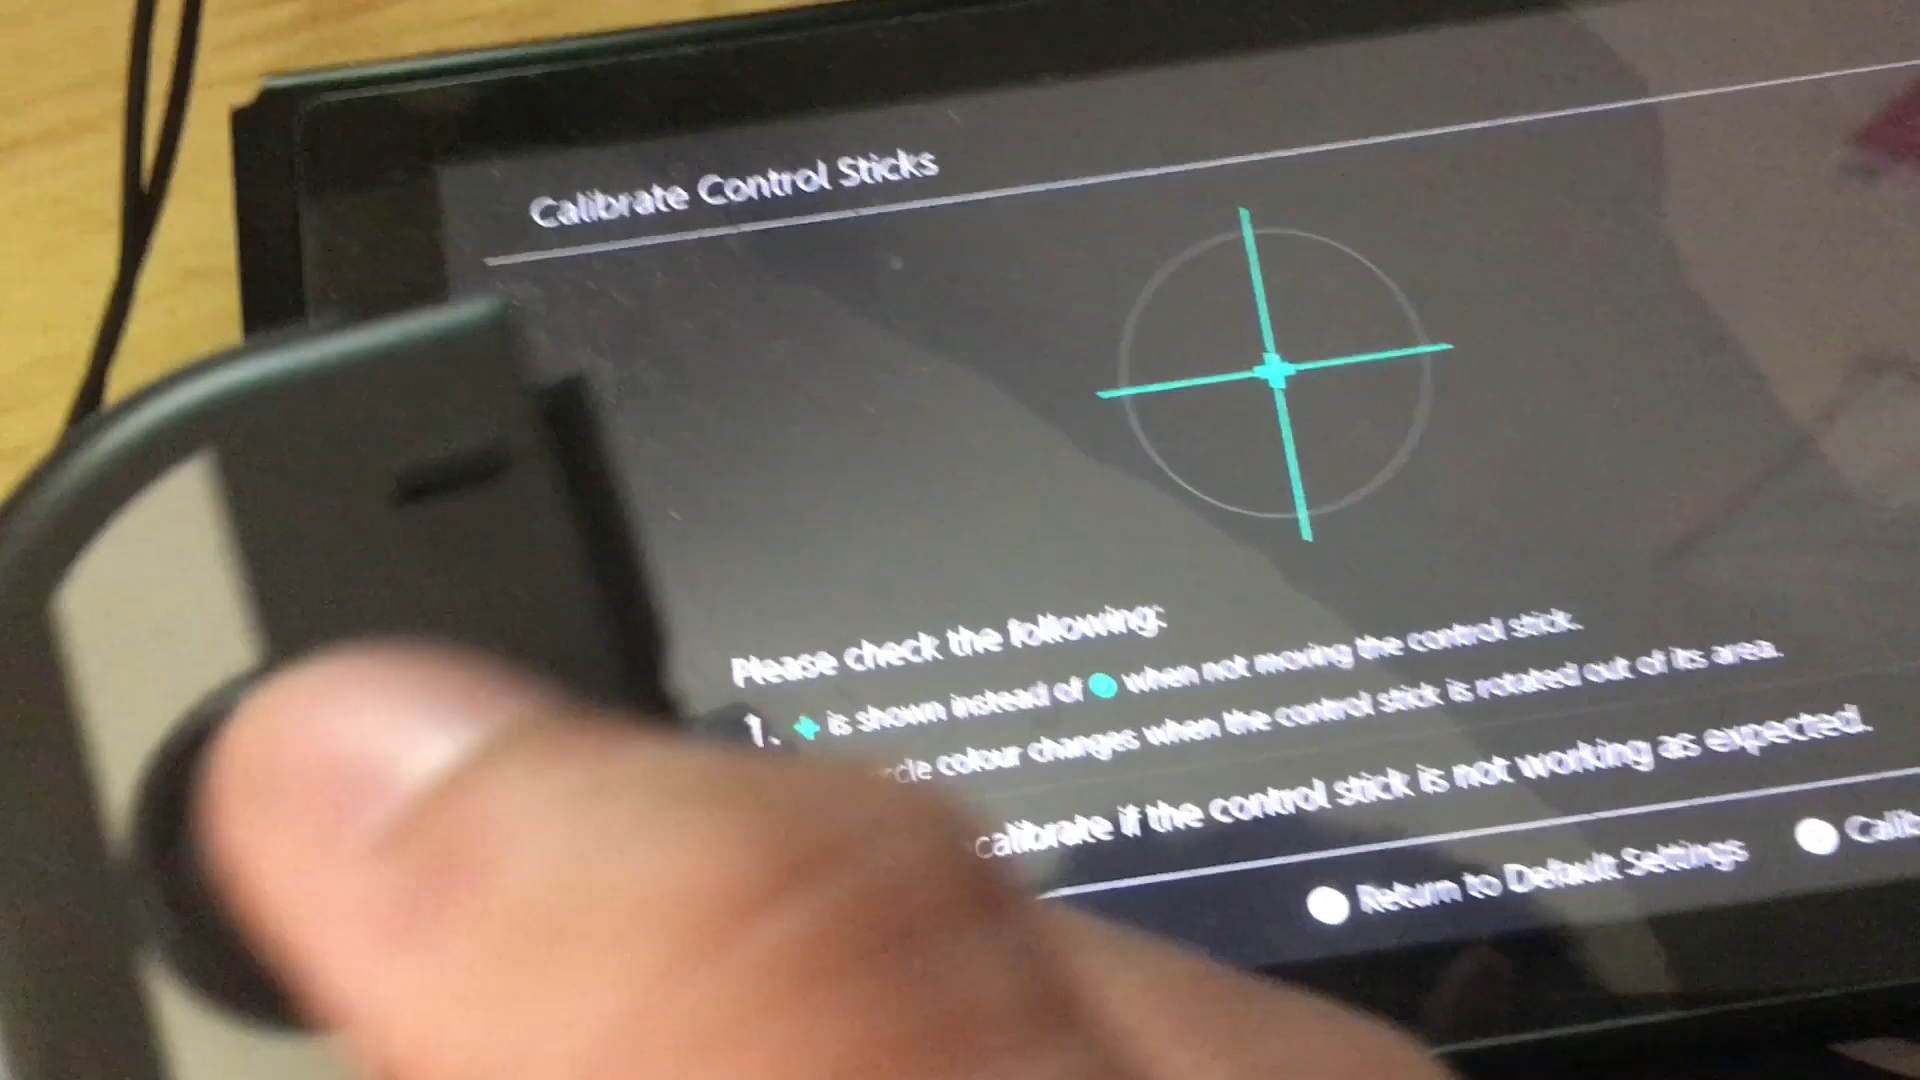 Calibrate Control Sticks
Please check the following:
1. is shown instead of when not moving the control stick.
colour changes when the control stick is rotated out of its area.
calibrate if the control stick is not working as expected.
Return to Default Settings